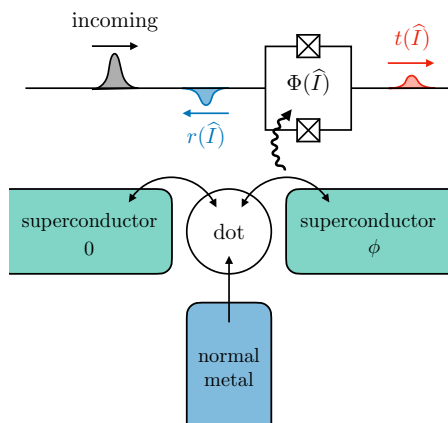 incoming
t(Î)
Φ(Î)
r(Î)
superconductor
0
dot
superconductor
ϕ
normal
metal